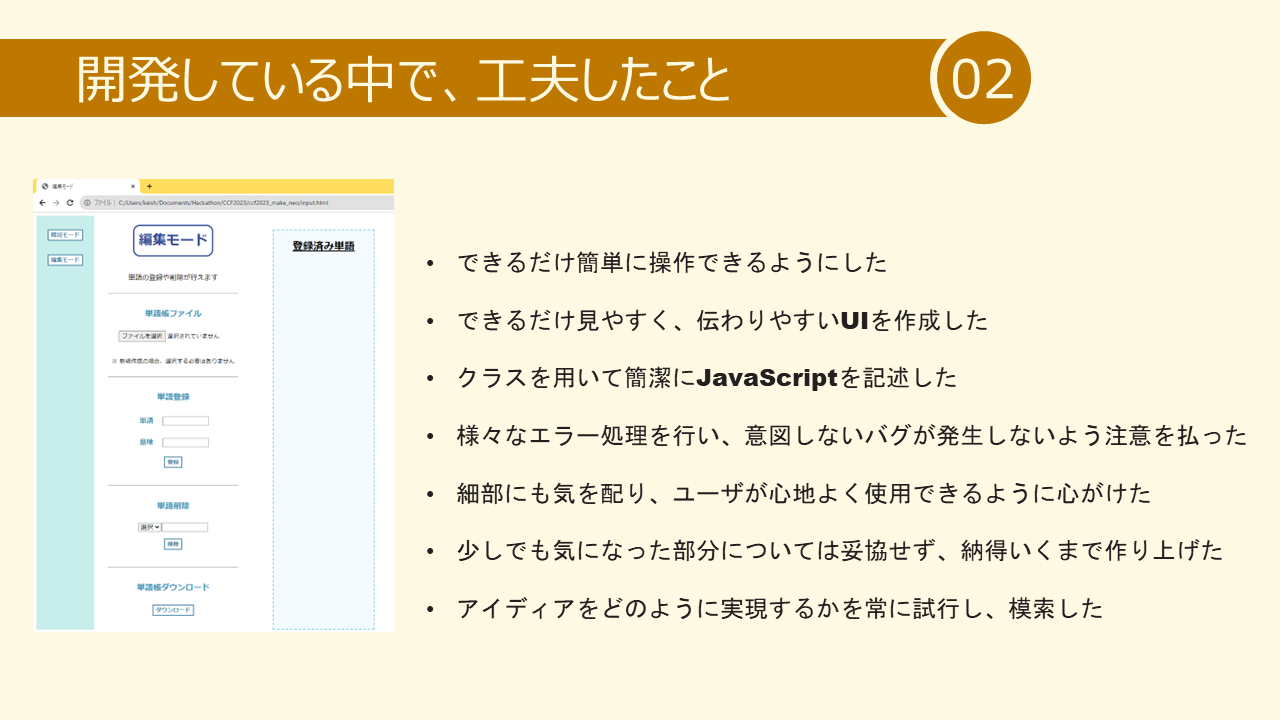 開発している中で、工夫したこと
02
編集モード
ファイル | C:/Users/keish/Documents/Hackathon/CCF2023/ccf2023_make_neo/input.html
暗記モード
編集モード
編集モード
単語の登録や削除が行えます
単語帳ファイル
ファイルを選択 選択されていません
※ 新規作成の場合、選択する必要はありません
単語登録
単語
意味
登録
単語削除
選択
削除
単語帳ダウンロード
ダウンロード
登録済み単語
• できるだけ簡単に操作できるようにした
• できるだけ見やすく、伝わりやすいUIを作成した
• クラスを用いて簡潔にJavaScriptを記述した
• 様々なエラー処理を行い、意図しないバグが発生しないよう注意を払った
• 細部にも気を配り、ユーザが心地よく使用できるように心がけた
• 少しでも気になった部分については妥協せず、納得いくまで作り上げた
• アイディアをどのように実現するかを常に試行し、模索した